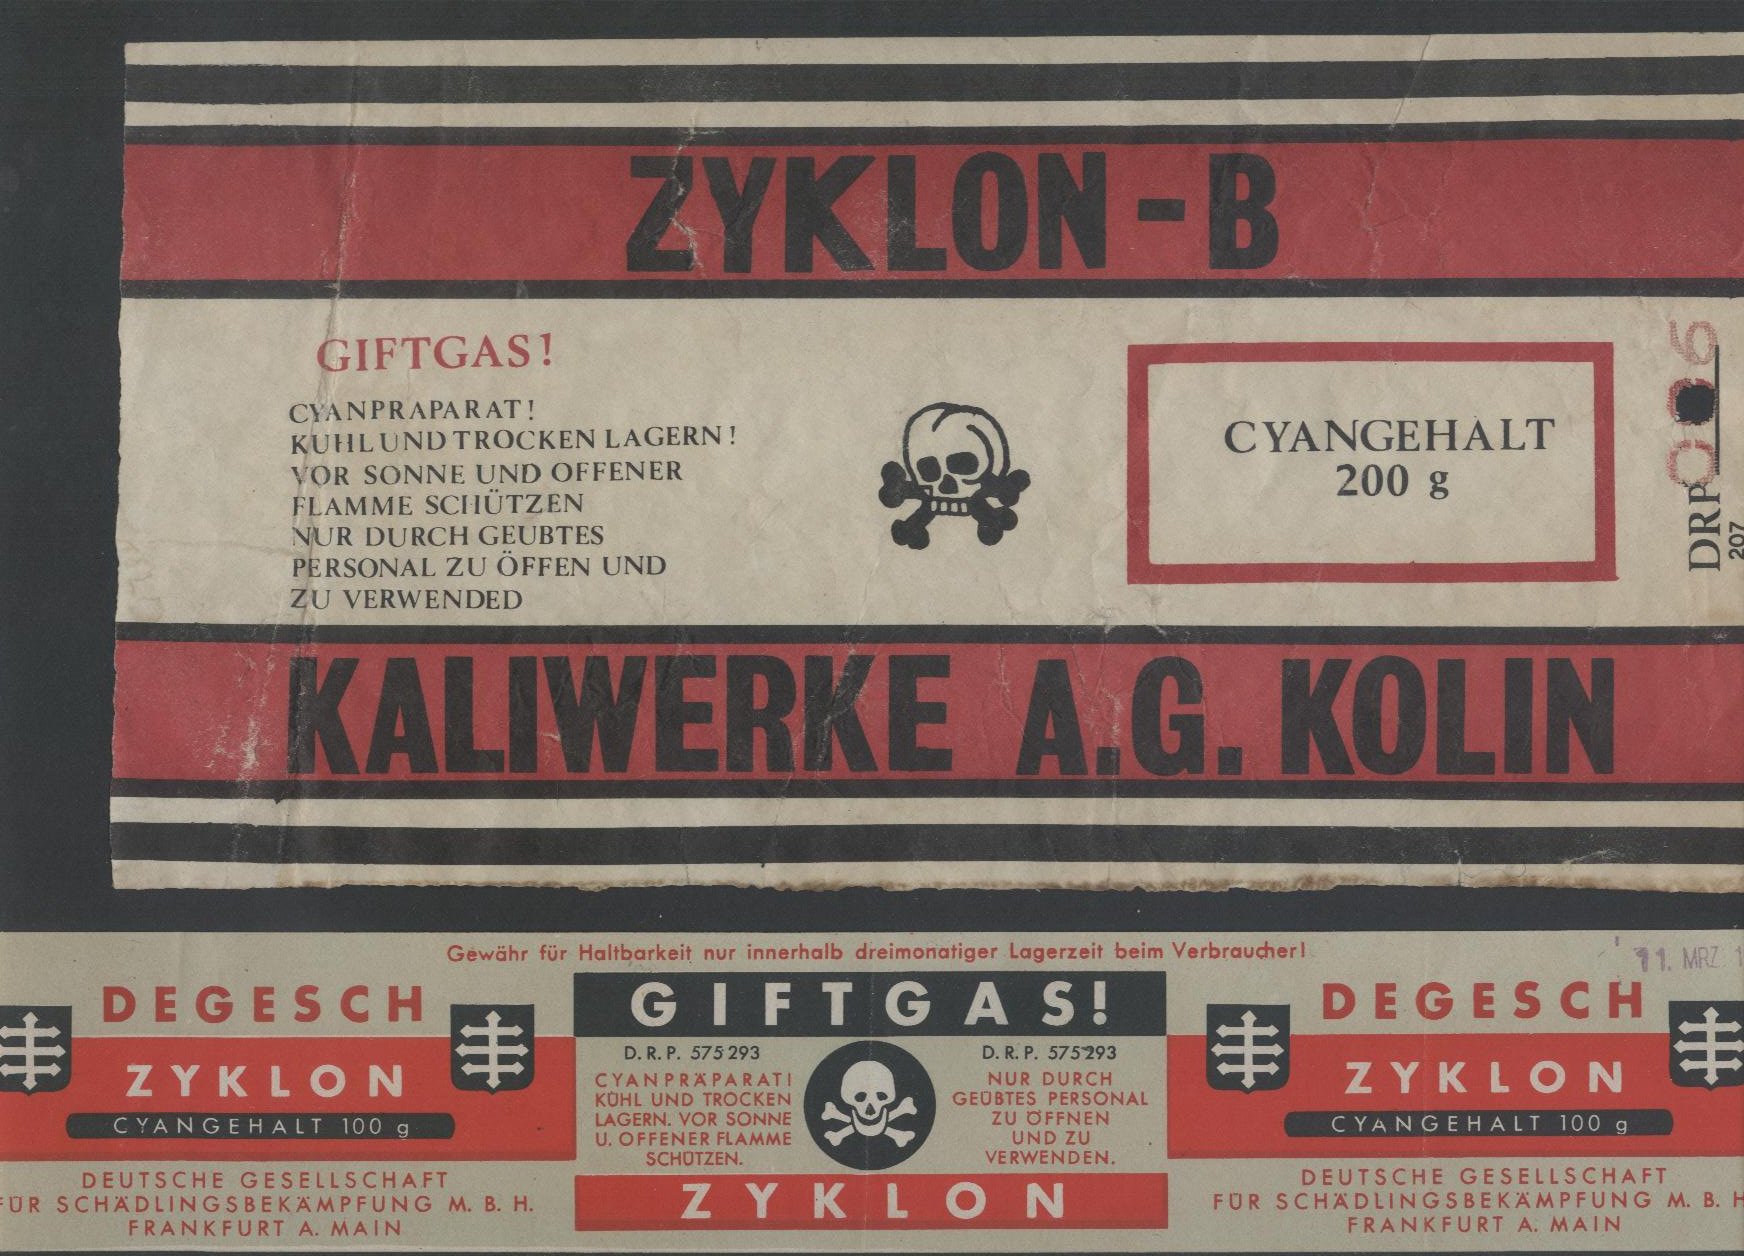 ZYKLON-B
GIFTGAS!
CYANPRAPARAT!
KUHL UND TROCKEN LAGERN!
VOR SONNE UND OFFENER
FLAMME SCHÜTZEN
NUR DURCH GEUBTES
PERSONAL ZU ÖFFEN UND
ZU VERWENDED
CYANGEHALT
200 g
DRP
207
KALIWERKE A.G. KOLIN
Gewähr für Haltbarkeit nur innerhalb dreimonatiger Lagerzeit beim Verbraucher!
11. MRZ. 1
DEGESCH
ZYKLON
CYANGEHALT 100 g
DEUTSCHE GESELLSCHAFT
FÜR SCHÄDLINGSBEKÄMPFUNG M. B. H.
FRANKFURT A. MAIN
GIFTGAS!
D. R. P. 575293
CYANPRÄPARAT!
KÜHL UND TROCKEN
LAGERN. VOR SONNE
U. OFFENER FLAMME
SCHÜTZEN.
D. R. P. 575293
NUR DURCH
GEÜBTES PERSONAL
ZU ÖFFNEN
UND ZU
VERWENDEN.
ZYKLON
DEGESCH
ZYKLON
CYANGEHALT 100 g
DEUTSCHE GESELLSCHAFT
FÜR SCHÄDLINGSBEKÄMPFUNG M. B. H
FRANKFURT A. MAIN